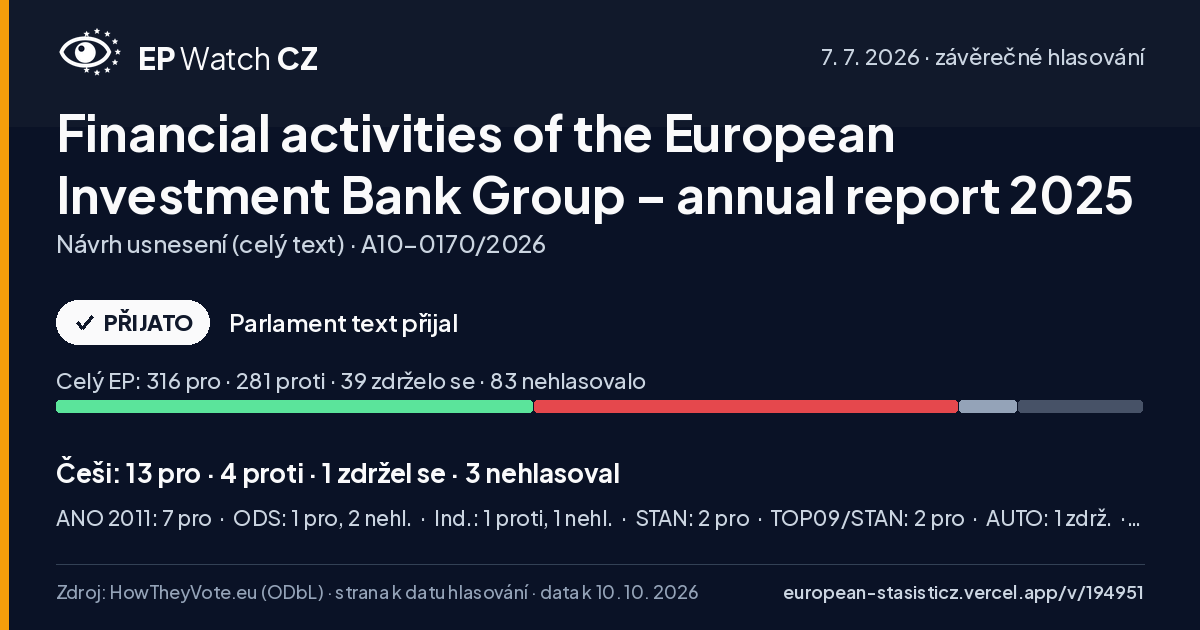 EP Watch CZ
7. 7. 2026 · závěrečné hlasování
Financial activities of the European
Investment Bank Group – annual report 2025
Návrh usnesení (celý text) · A10-0170/2026
✓ PŘIJATO
Parlament text přijal
Celý EP: 316 pro · 281 proti · 39 zdrželo se · 83 nehlasovalo
Češi: 13 pro · 4 proti · 1 zdržel se · 3 nehlasoval
ANO 2011: 7 pro · ODS: 1 pro, 2 nehl. · Ind.: 1 proti, 1 nehl. · STAN: 2 pro · TOP09/STAN: 2 pro · AUTO: 1 zdrž. ·…
Zdroj: HowTheyVote.eu (ODbL) · strana k datu hlasování · data k 10. 10. 2026
european-stasisticz.vercel.app/v/194951